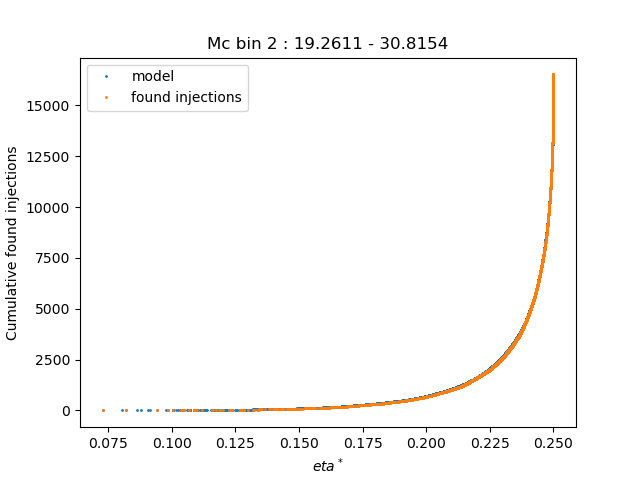 Mc bin 2 : 19.2611 - 30.8154
model
found injections
Cumulative found injections
15000
12500
10000
7500
5000
2500
0
0.075 0.100 0.125 0.150 0.175 0.200 0.225 0.250
eta*